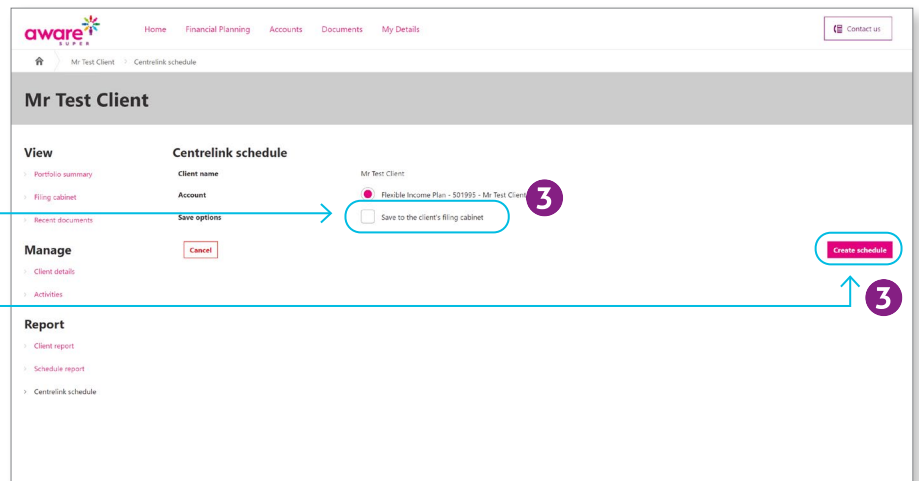 aware
SUPER
Home Financial Planning Accounts Documents My Details
Contact us
Mr Test Client Centrelink schedule
Mr Test Client
View
Portfolio summary
Filing cabinet
Recent documents
Manage
Client details
Activities
Report
Client report
Schedule report
Centrelink schedule
Centrelink schedule
Client name Mr Test Client
Account Flexible Income Plan - 501995 - Mr Test Client
3
Save options Save to the client's filing cabinet
Cancel
Create schedule
3